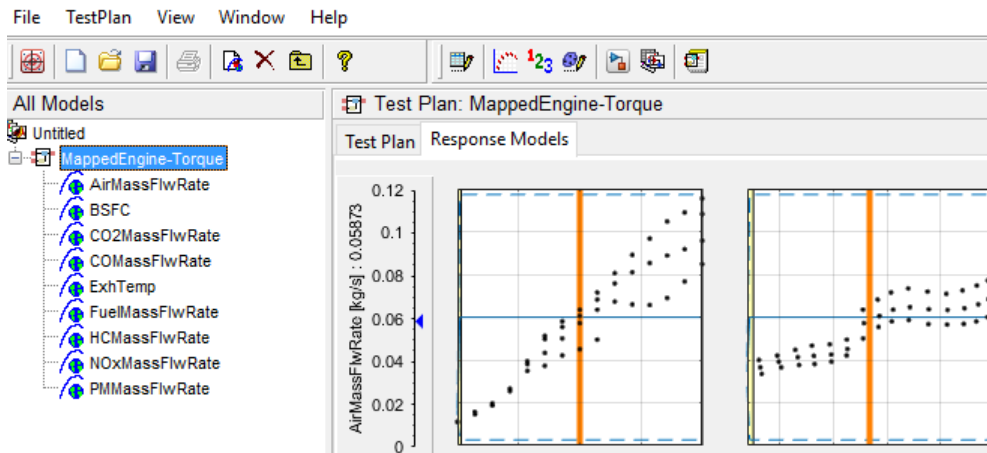 File TestPlan View Window Help
123
All Models
Untitled
MappedEngine-Torque
AirMassFlwRate
BSFC
CO2MassFlwRate
COMassFlwRate
ExhTemp
FuelMassFlwRate
HCMassFlwRate
NOxMassFlwRate
PMMassFlwRate
Test Plan: MappedEngine-Torque
Test Plan Response Models
AirMassFlwRate [kg/s] : 0.05873
0.12
0.1
0.08
0.06
0.04
0.02
0